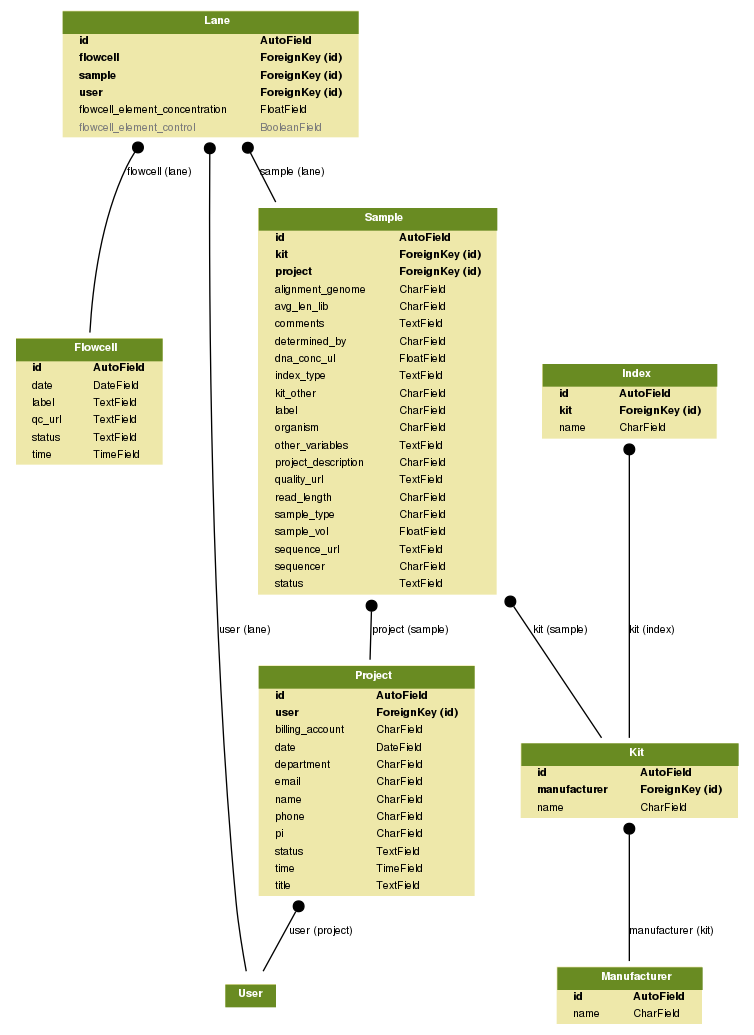 Lane
id AutoField
flowcell ForeignKey (id)
sample ForeignKey (id)
user ForeignKey (id)
flowcell_element_concentration FloatField
flowcell_element_control BooleanField
flowcell (lane)
sample (lane)
Sample
id AutoField
kit ForeignKey (id)
project ForeignKey (id)
alignment_genome CharField
avg_len_lib CharField
comments TextField
determined_by CharField
dna_conc_ul FloatField
index_type TextField
kit_other CharField
label CharField
organism CharField
other_variables TextField
project_description CharField
quality_url TextField
read_length CharField
sample_type CharField
sample_vol FloatField
sequence_url TextField
sequencer CharField
status TextField
Flowcell
id AutoField
date DateField
label TextField
qc_url TextField
status TextField
time TimeField
Index
id AutoField
kit ForeignKey (id)
name CharField
user (lane)
project (sample)
kit (sample)
kit (index)
Project
id AutoField
user ForeignKey (id)
billing_account CharField
date DateField
department CharField
email CharField
name CharField
phone CharField
pi CharField
status TextField
time TimeField
title TextField
Kit
id AutoField
manufacturer ForeignKey (id)
name CharField
user (project)
manufacturer (kit)
User
Manufacturer
id AutoField
name CharField